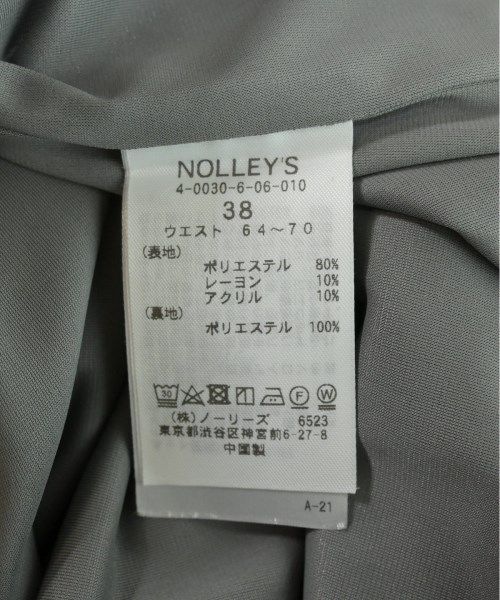 NOLLEY'S
4-0030-6-06-010
38
ウエスト 64~70
(表地)
ポリエステル 80%
レーヨン 10%
アクリル 10%
(裏地)
ポリエステル 100%
30 F W
(株)ノーリーズ 6523
東京都渋谷区神宮前6-27-8
中国製
A-21